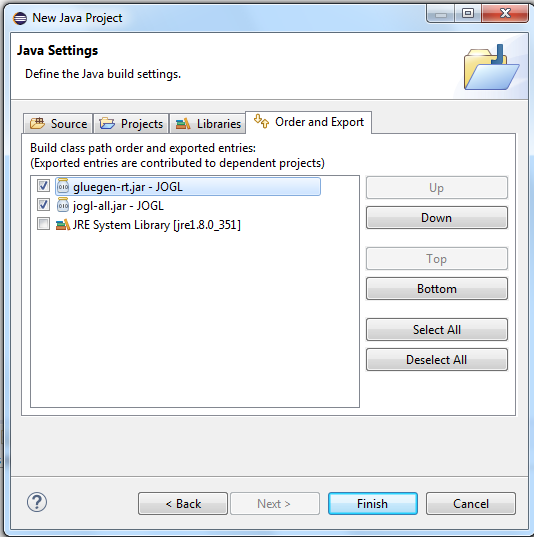 New Java Project
Java Settings
Define the Java build settings.
Source
Projects
Libraries
Order and Export
Build class path order and exported entries:
(Exported entries are contributed to dependent projects)
gluegen-rt.jar - JOGL
jogl-all.jar - JOGL
JRE System Library [jre1.8.0_351]
Up
Down
Top
Bottom
Select All
Deselect All
?
< Back
Next >
Finish
Cancel